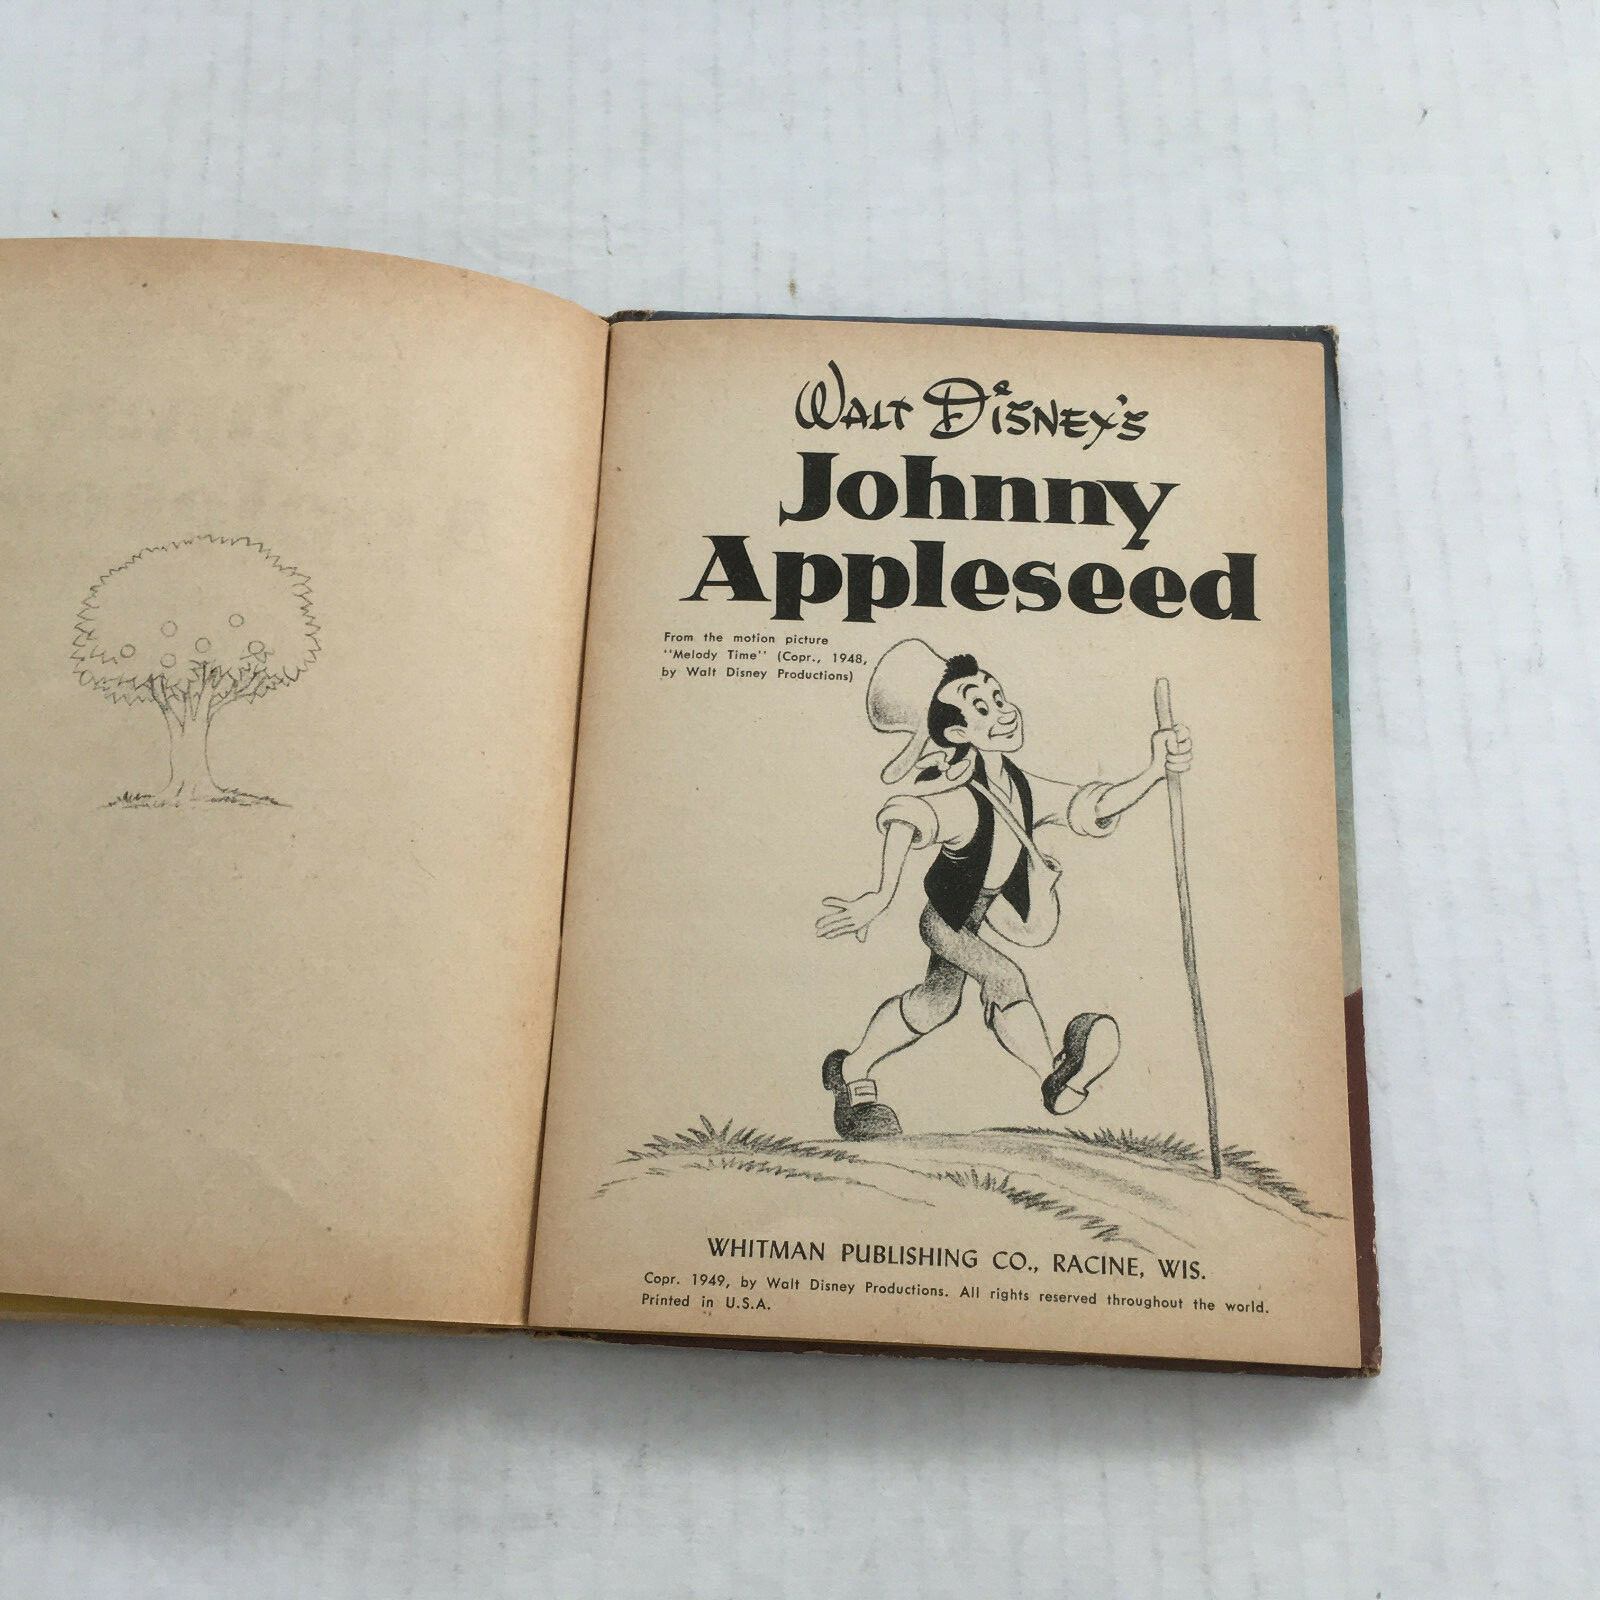 Walt Disney's
Johnny
Appleseed
From the motion picture
"Melody Time" (Copr., 1948,
by Walt Disney Productions)
WHITMAN PUBLISHING CO., RACINE, WIS.
Copr. 1949, by Walt Disney Productions. All rights reserved throughout the world.
Printed in U.S.A.